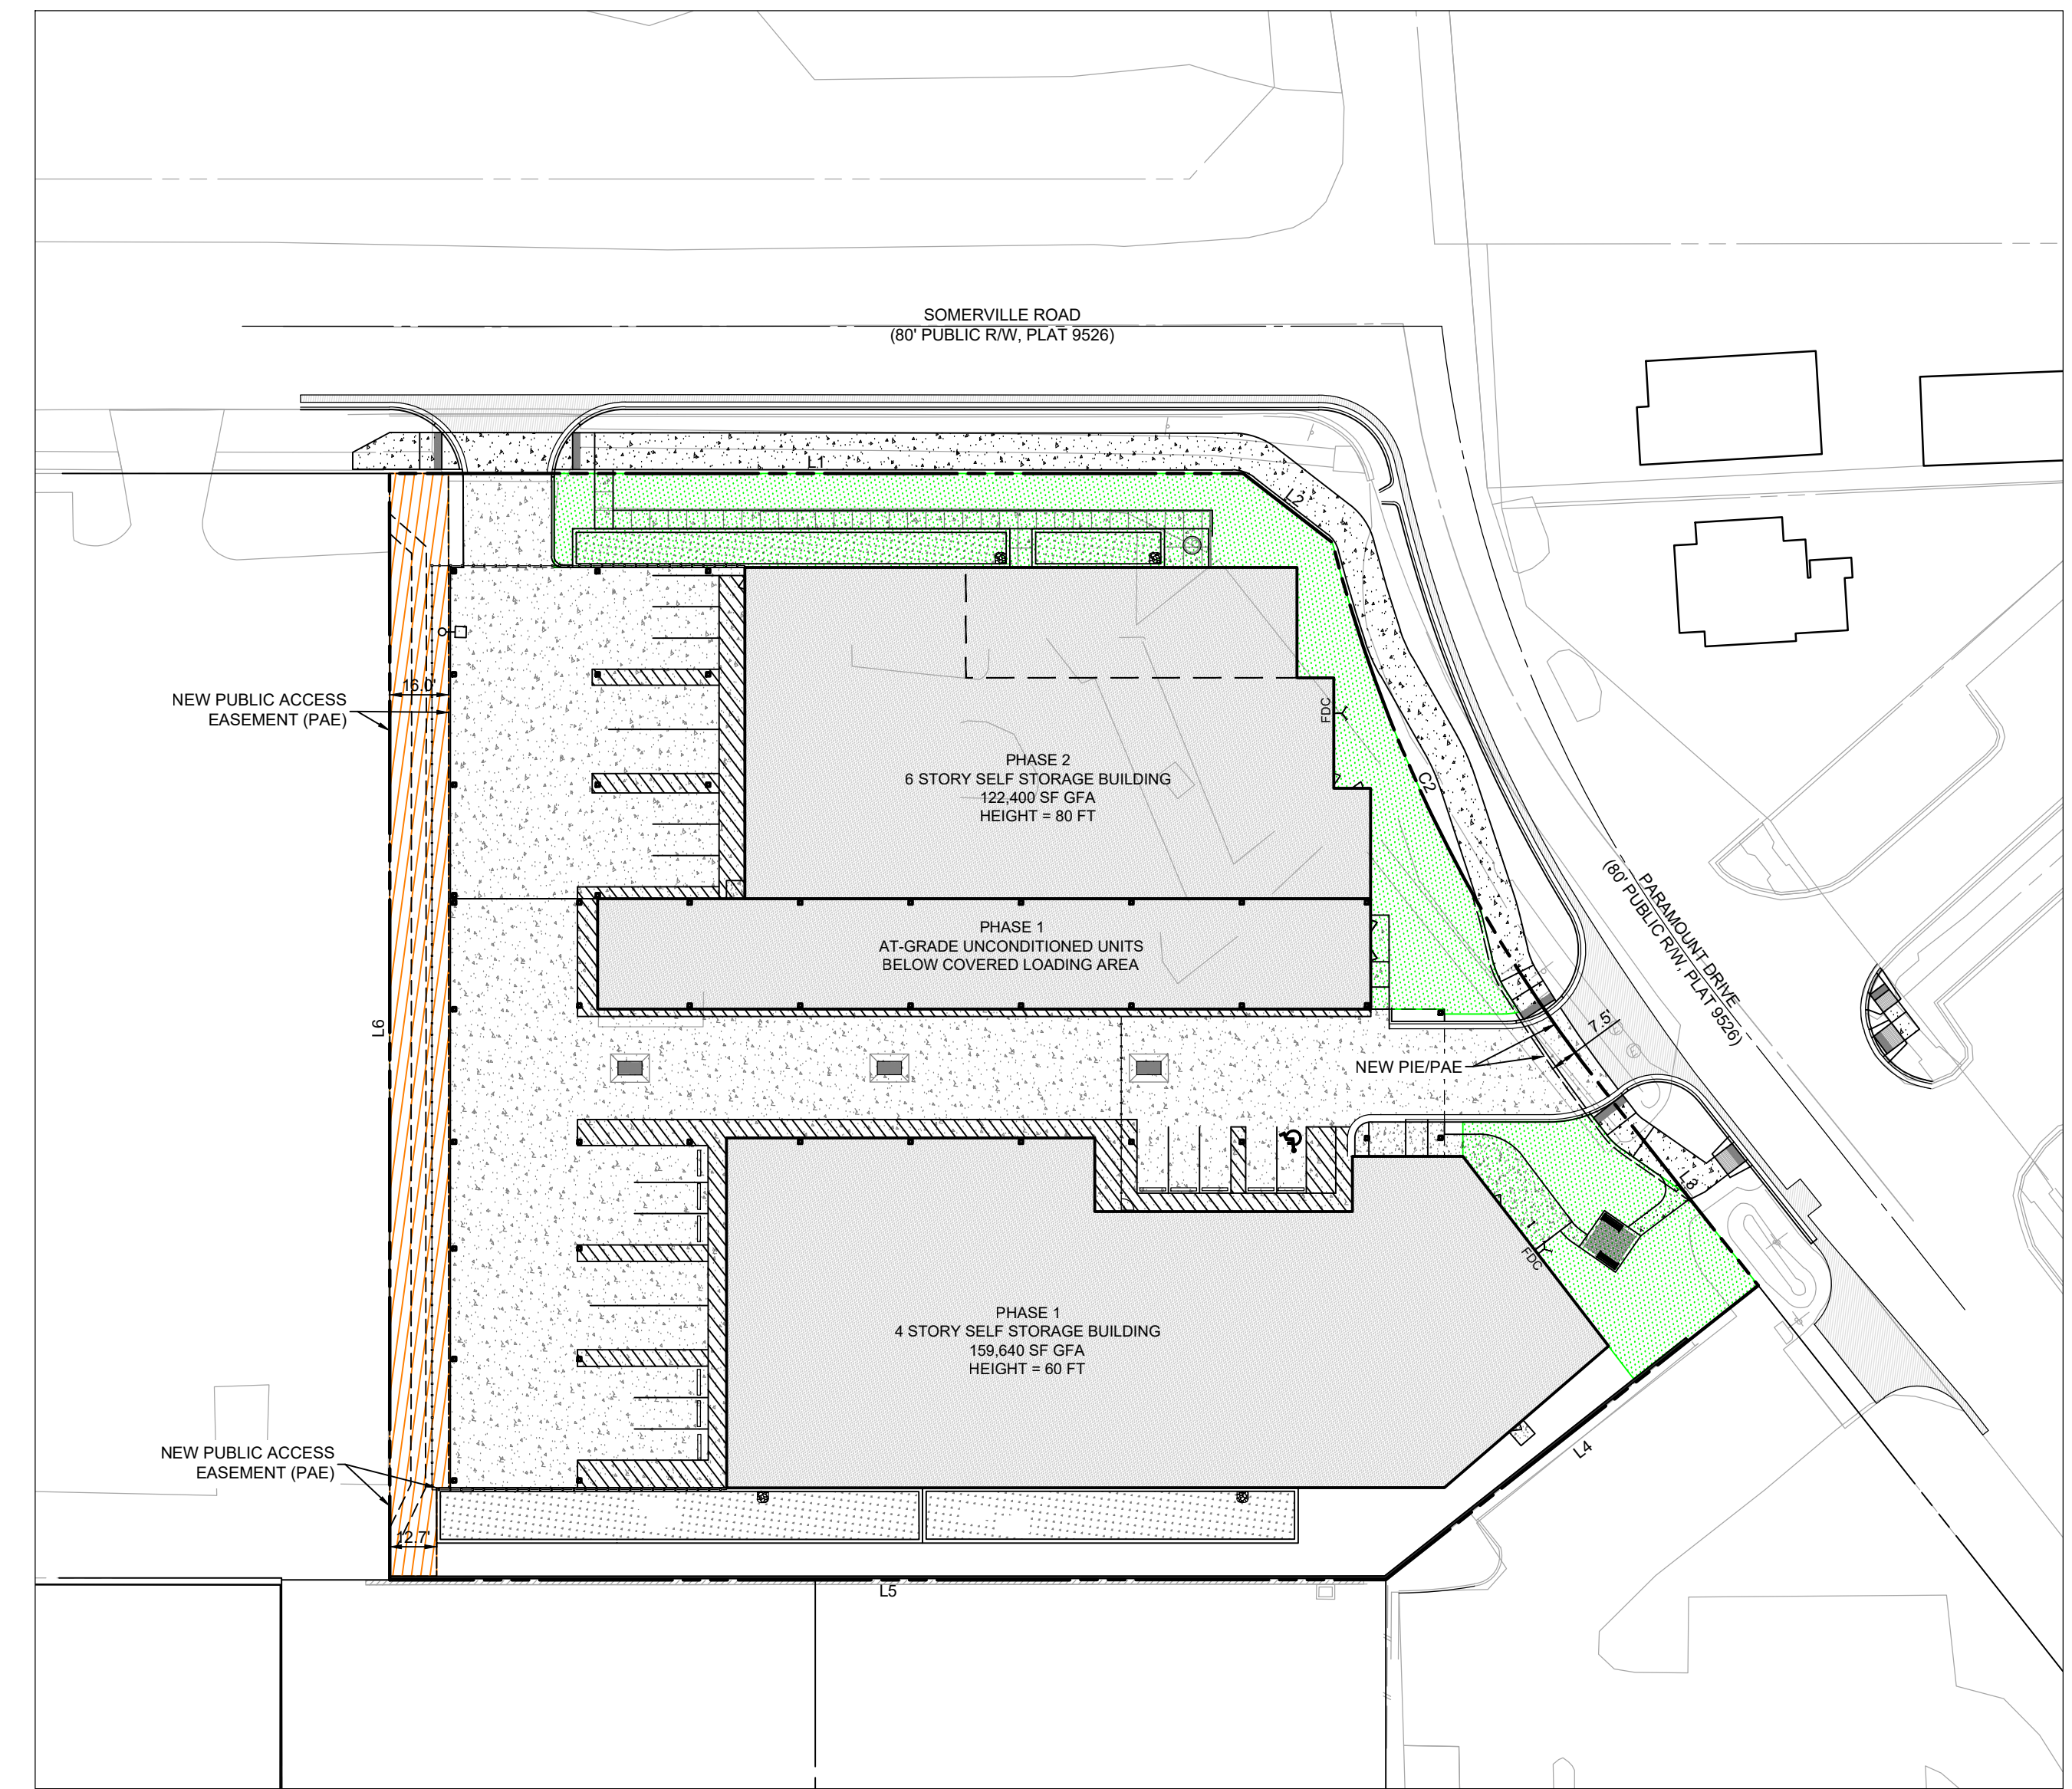 SOMERVILLE ROAD
(80' PUBLIC R/W, PLAT 9526)
L1
L2
16.0'
NEW PUBLIC ACCESS
EASEMENT (PAE)
FDC
PHASE 2
6 STORY SELF STORAGE BUILDING
122,400 SF GFA
HEIGHT = 80 FT
C2
PARAMOUNT DRIVE
(80' PUBLIC R/W, PLAT 9526)
PHASE 1
AT-GRADE UNCONDITIONED UNITS
BELOW COVERED LOADING AREA
L6
7.5'
NEW PIE/PAE
L3
FDC
PHASE 1
4 STORY SELF STORAGE BUILDING
159,640 SF GFA
HEIGHT = 60 FT
NEW PUBLIC ACCESS
EASEMENT (PAE)
L4
12.7'
L5